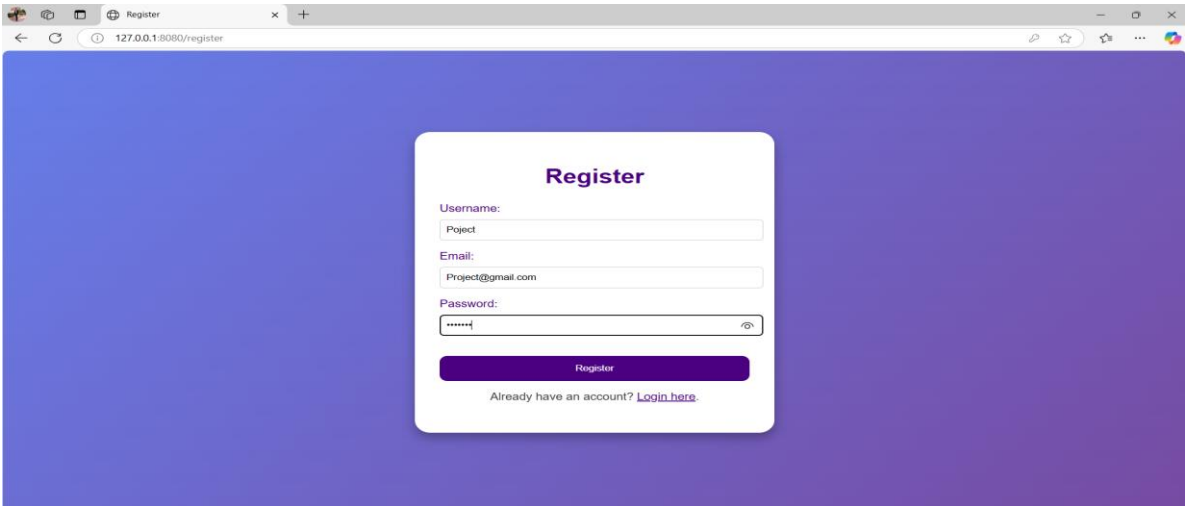 Register
127.0.0.1:8080/register
Register
Username:
Poject
Email:
Project@gmail.com
Password:
•••••••
Register
Already have an account? Login here.